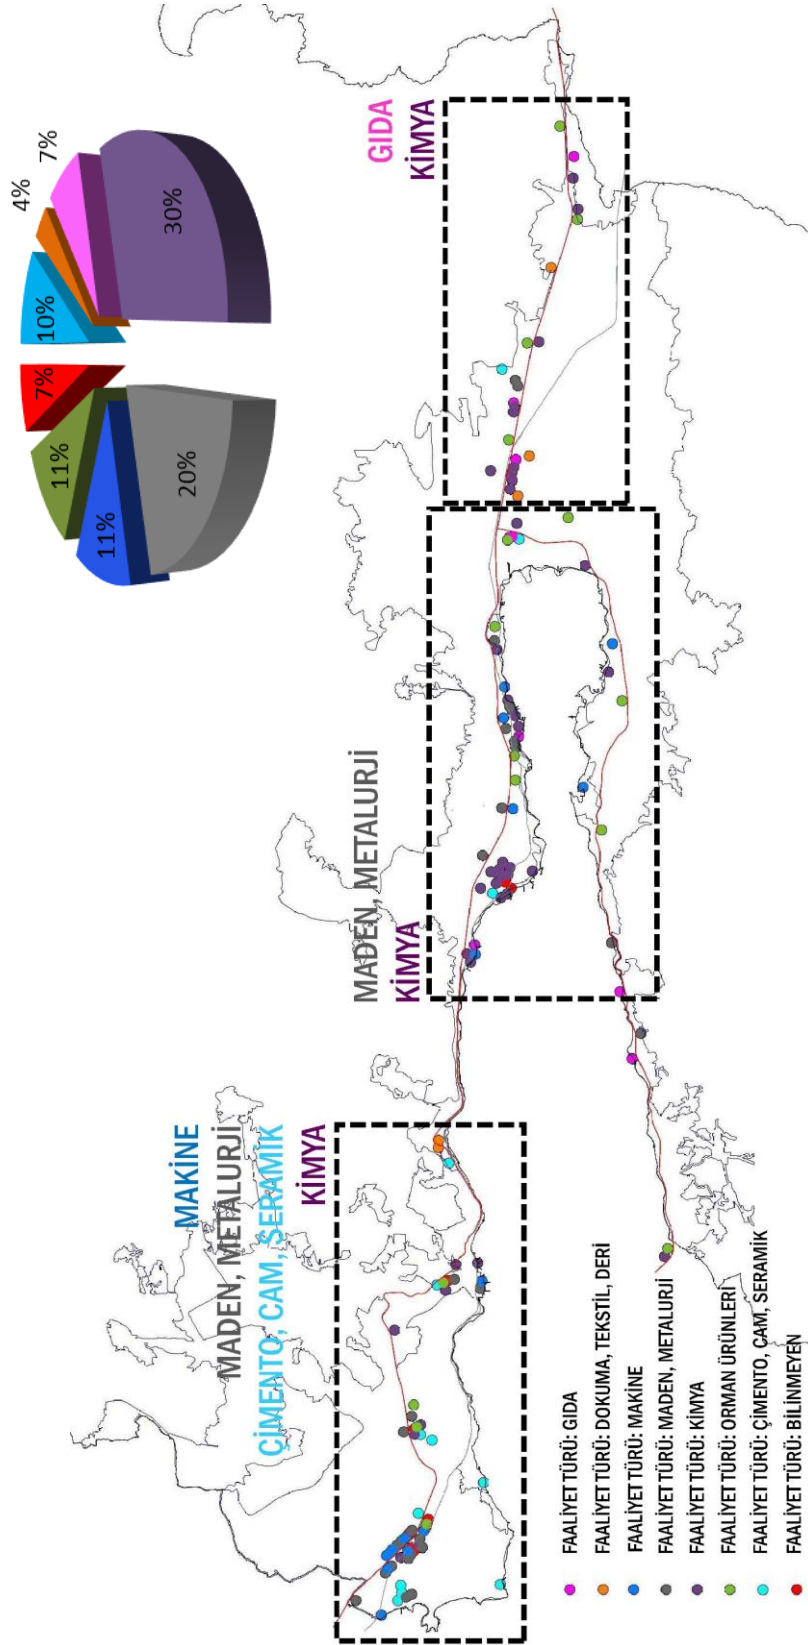 MAKİNE
MADEN, METALURJİ
ÇİMENTO, CAM, SERAMİK
KİMYA
MADEN, METALURJİ
KİMYA
GIDA
KİMYA
11%
11%
7%
10%
4%
7%
20%
30%
FAALİYET TÜRÜ: GIDA
FAALİYET TÜRÜ: DOKUMA, TEKSTİL, DERİ
FAALİYET TÜRÜ: MAKİNE
FAALİYET TÜRÜ: MADEN, METALURJİ
FAALİYET TÜRÜ: KİMYA
FAALİYET TÜRÜ: ORMAN ÜRÜNLERİ
FAALİYET TÜRÜ: ÇİMENTO, CAM, SERAMİK
FAALİYET TÜRÜ: BİLİNMEYEN